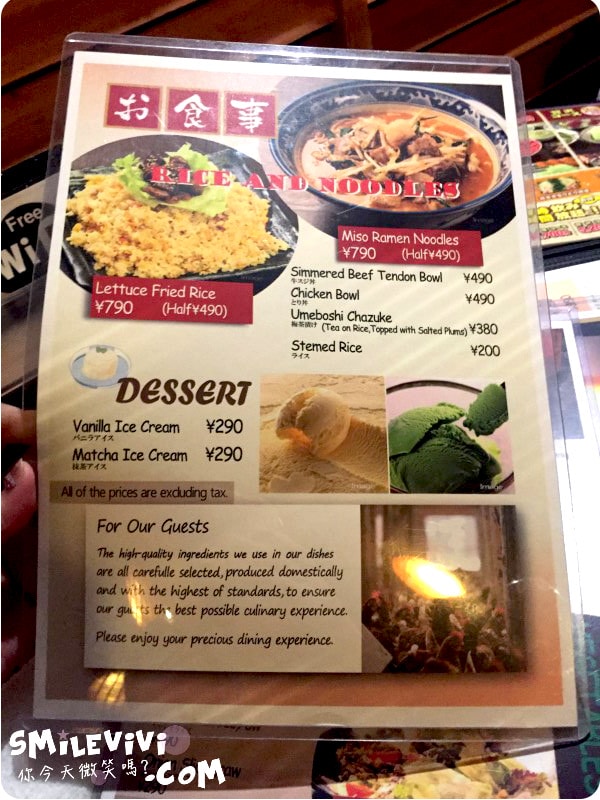 お食事
RICE AND NOODLES
Image
Miso Ramen Noodles
¥790 (Half¥490)
Lettuce Fried Rice
¥790 (Half¥490)
Simmered Beef Tendon Bowl ¥490
牛スジ丼
Chicken Bowl ¥490
とり丼
Umeboshi Chazuke
梅茶漬け (Tea on Rice,Topped with Salted Plums) ¥380
Stemed Rice ¥200
ライス
DESSERT
Vanilla Ice Cream ¥290
バニラアイス
Matcha Ice Cream ¥290
抹茶アイス
Image
Image
All of the prices are excluding tax.
For Our Guests
The high-quality ingredients we use in our dishes
are all carefulle selected, produced domestically
and with the highest of standards, to ensure
our guests the best possible culinary experience.
Please enjoy your precious dining experience.
Free
Wi
SMiLEViVi
你今天微笑嗎?
.COM